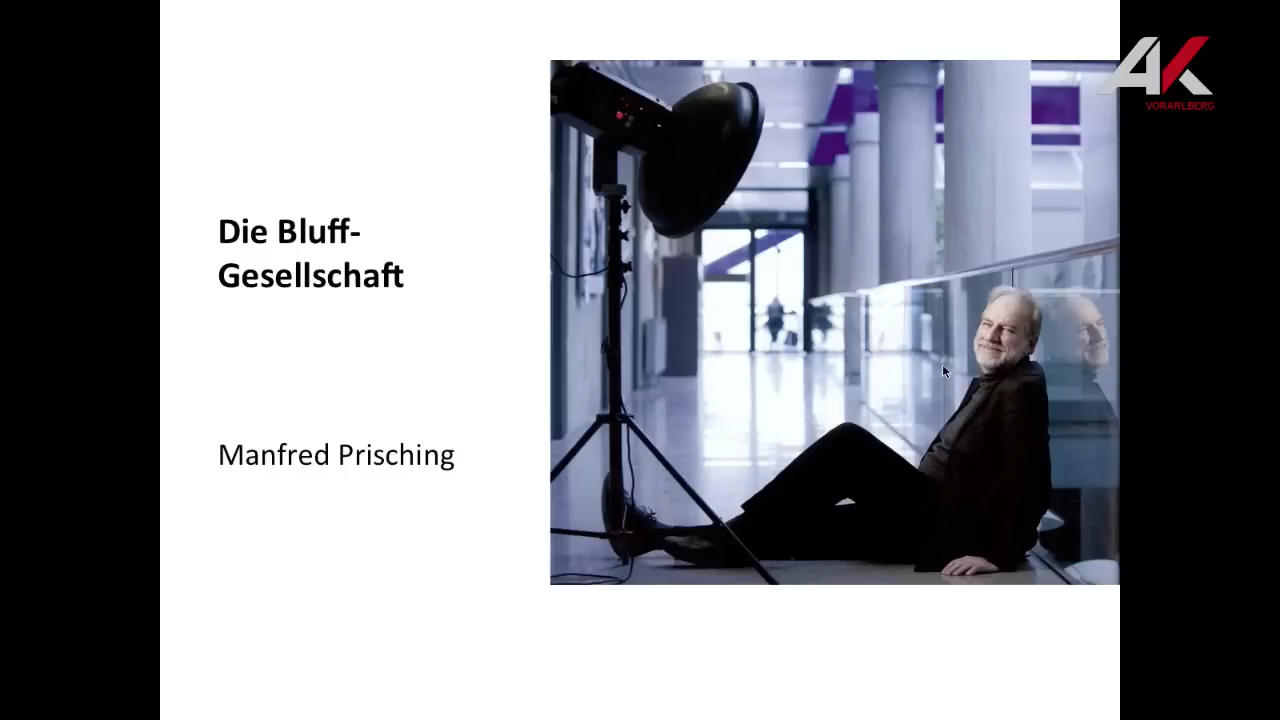 Die Bluff-
Gesellschaft
Manfred Prisching
AK
VORARLBERG